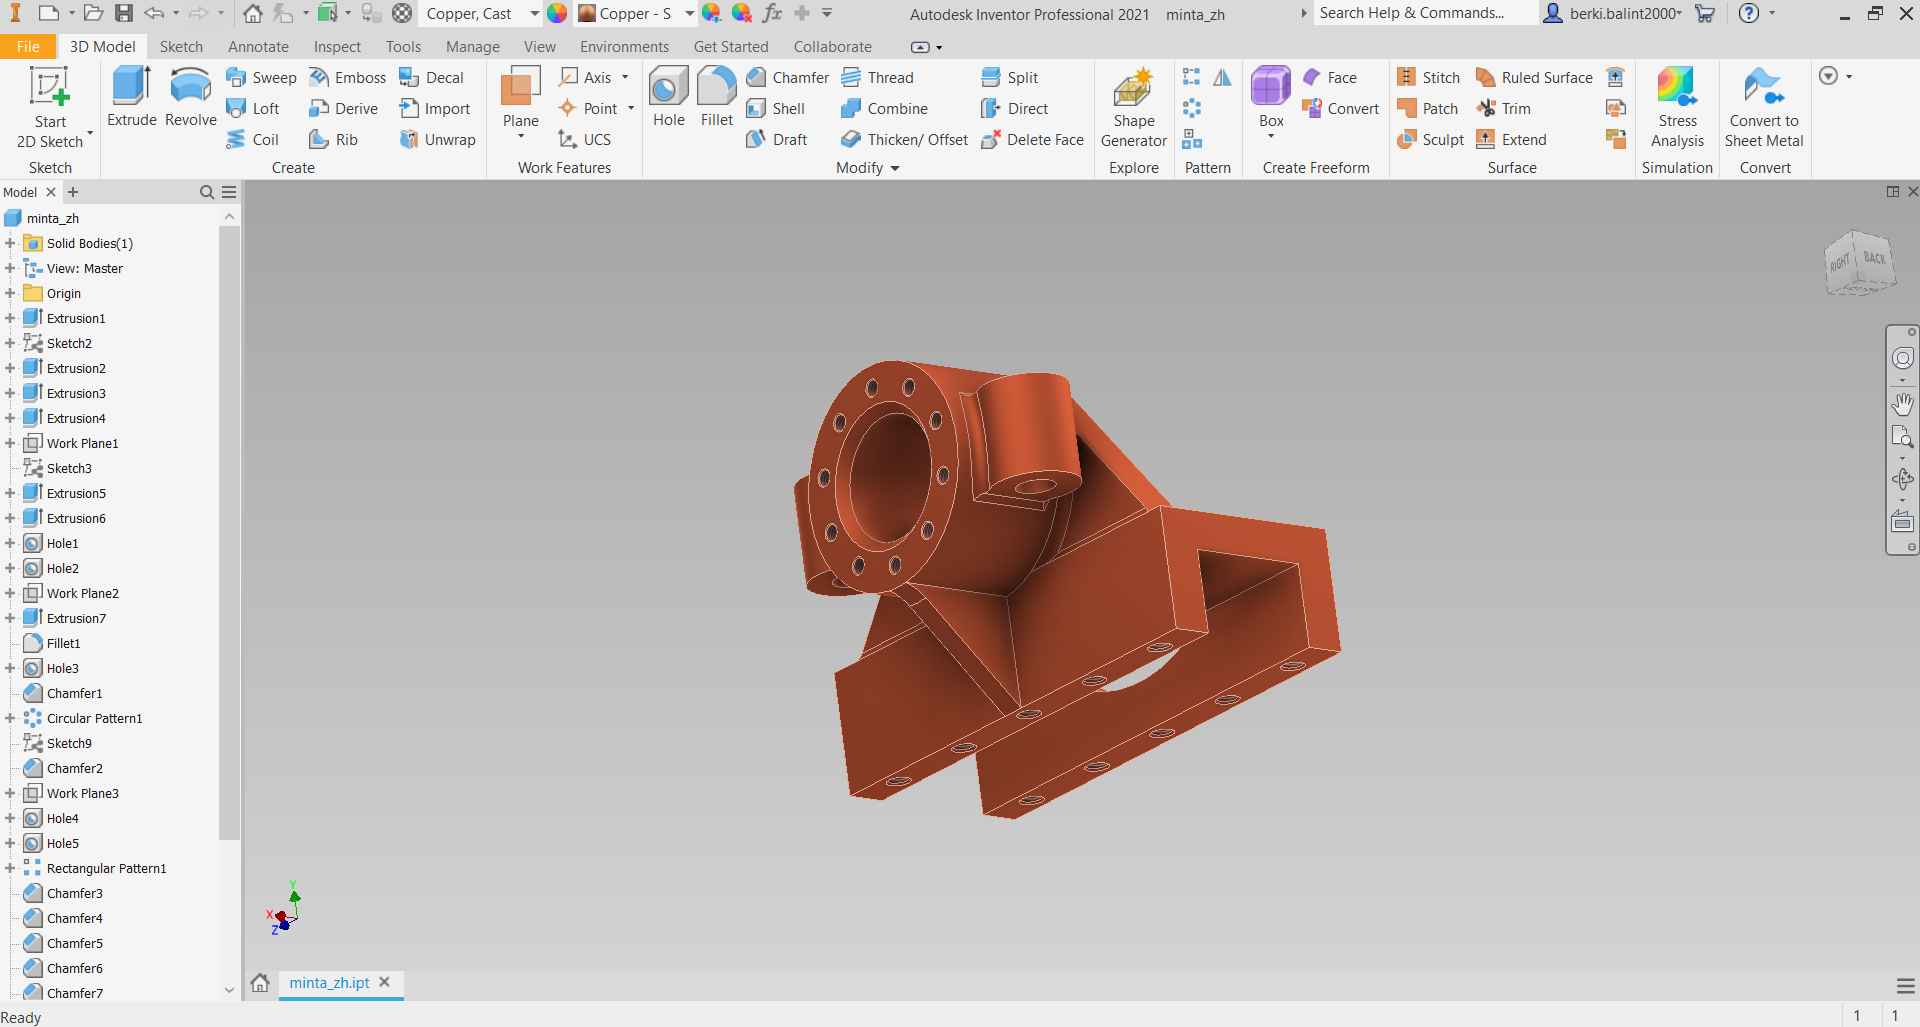 Copper, Cast
Copper - S
Autodesk Inventor Professional 2021 minta_zh
Search Help & Commands...
berki.balint2000
File 3D Model Sketch Annotate Inspect Tools Manage View Environments Get Started Collaborate
Start
2D Sketch
Sketch
Extrude
Revolve
Sweep
Loft
Coil
Emboss
Derive
Rib
Decal
Import
Unwrap
Create
Plane
Axis
Point
UCS
Work Features
Hole
Fillet
Chamfer
Shell
Draft
Thread
Combine
Thicken/ Offset
Split
Direct
Delete Face
Modify
Shape
Generator
Explore
Pattern
Box
Face
Convert
Create Freeform
Stitch
Patch
Sculpt
Ruled Surface
Trim
Extend
Surface
Stress
Analysis
Simulation
Convert to
Sheet Metal
Convert
Model
minta_zh
Solid Bodies(1)
View: Master
Origin
Extrusion1
Sketch2
Extrusion2
Extrusion3
Extrusion4
Work Plane1
Sketch3
Extrusion5
Extrusion6
Hole1
Hole2
Work Plane2
Extrusion7
Fillet1
Hole3
Chamfer1
Circular Pattern1
Sketch9
Chamfer2
Work Plane3
Hole4
Hole5
Rectangular Pattern1
Chamfer3
Chamfer4
Chamfer5
Chamfer6
Chamfer7
RIGHT BACK
Y
X
Z
minta_zh.ipt
Ready
1 1